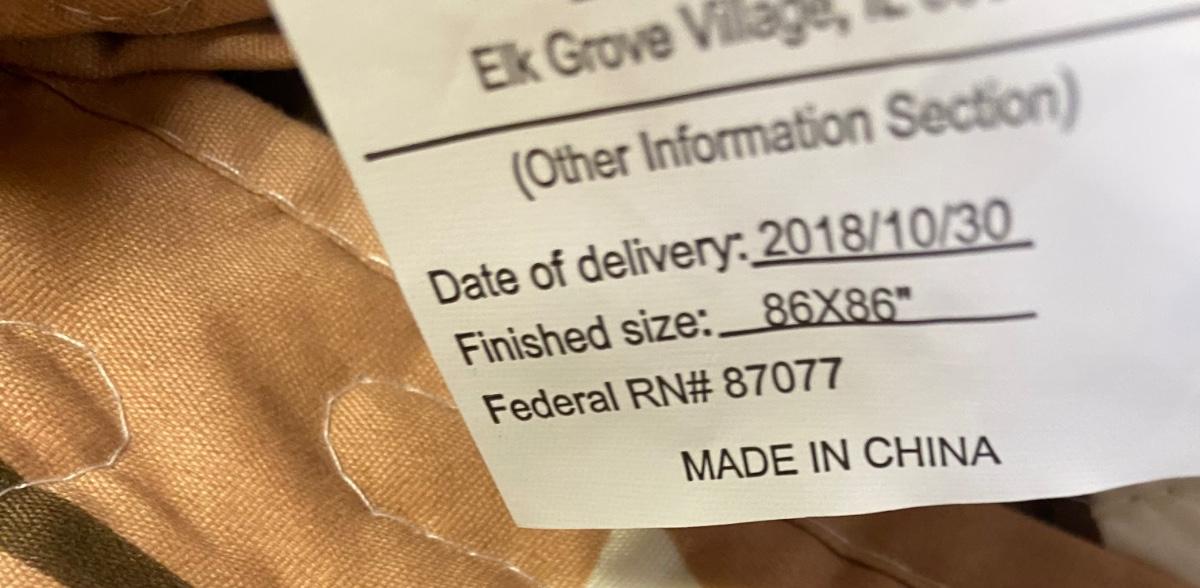 Elk Grove Village, IL
(Other Information Section)
Date of delivery: 2018/10/30
Finished size: 86X86"
Federal RN# 87077
MADE IN CHINA